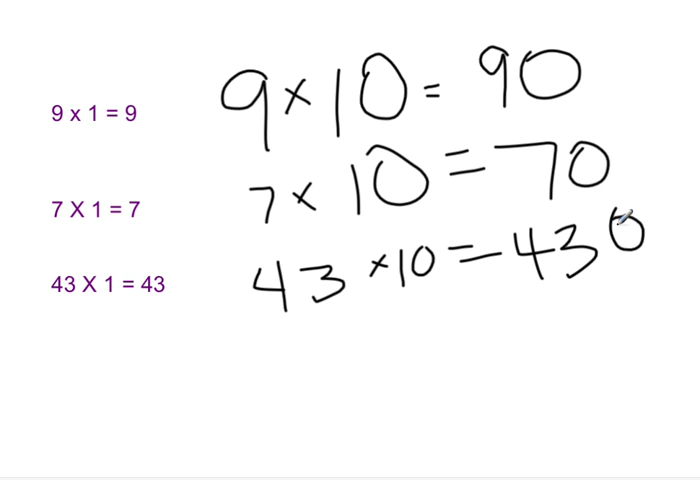 9 x 1 = 9
9 × 10 = 90
7 X 1 = 7
7 × 10 = 70
43 X 1 = 43
43 × 10 = 430